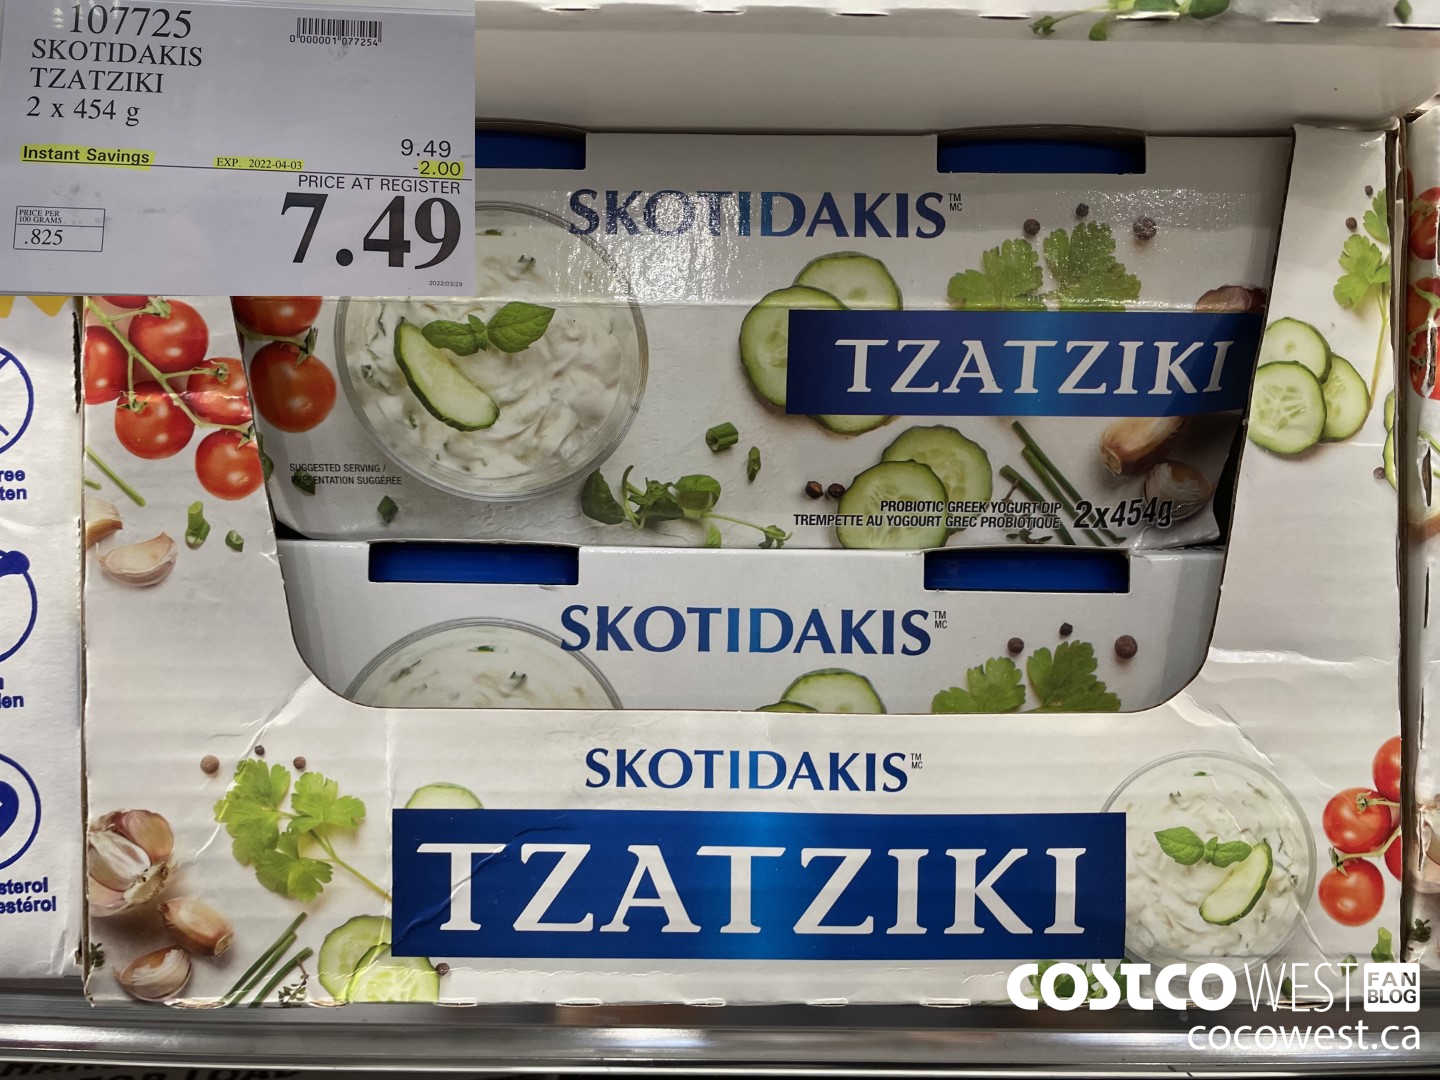 107725
SKOTIDAKIS
TZATZIKI
2 x 454 g
0 000001 077254
9.49
Instant Savings EXP. 2022-04-03 -2.00
PRICE AT REGISTER
7.49
PRICE PER
100 GRAMS
.825
2022/03/29
SKOTIDAKIS TM MC
TZATZIKI
SUGGESTED SERVING /
PRÉSENTATION SUGGÉRÉE
PROBIOTIC GREEK YOGURT DIP
TREMPETTE AU YOGOURT GREC PROBIOTIQUE 2x454g
SKOTIDAKIS TM MC
SKOTIDAKIS TM MC
TZATZIKI
ree
ten
len
sterol
estérol
COSTCO WEST FAN BLOG
cocowest.ca